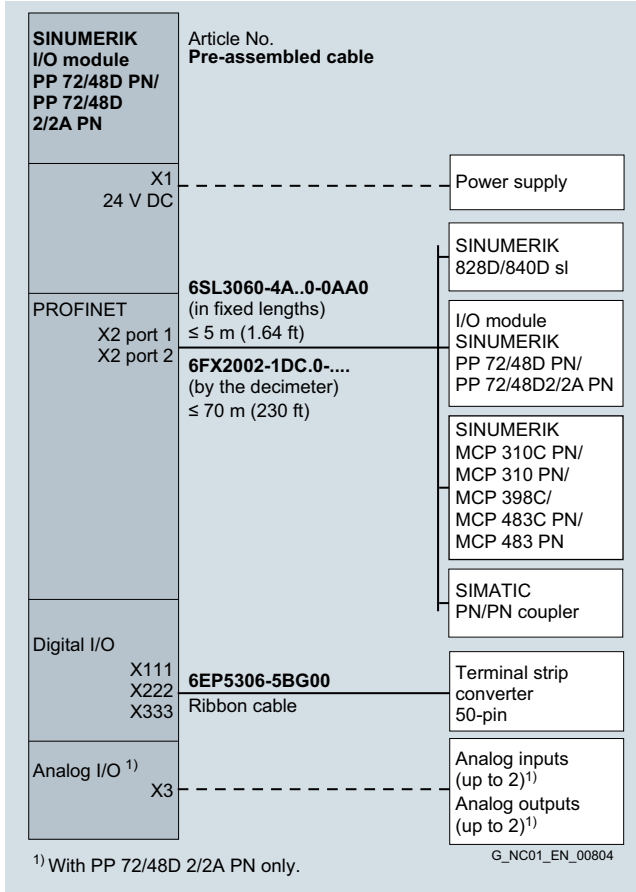 SINUMERIK
I/O module
PP 72/48D PN/
PP 72/48D
2/2A PN
Article No.
Pre-assembled cable
X1
24 V DC
Power supply
PROFINET
X2 port 1
X2 port 2
6SL3060-4A..0-0AA0
(in fixed lengths)
≤ 5 m (1.64 ft)
6FX2002-1DC.0-....
(by the decimeter)
≤ 70 m (230 ft)
SINUMERIK
828D/840D sl
I/O module
SINUMERIK
PP 72/48D PN/
PP 72/48D2/2A PN
SINUMERIK
MCP 310C PN/
MCP 310 PN/
MCP 398C/
MCP 483C PN/
MCP 483 PN
SIMATIC
PN/PN coupler
Digital I/O
X111
X222
X333
6EP5306-5BG00
Ribbon cable
Terminal strip
converter
50-pin
Analog I/O 1)
X3
Analog inputs
(up to 2)1)
Analog outputs
(up to 2)1)
1) With PP 72/48D 2/2A PN only.
G_NC01_EN_00804